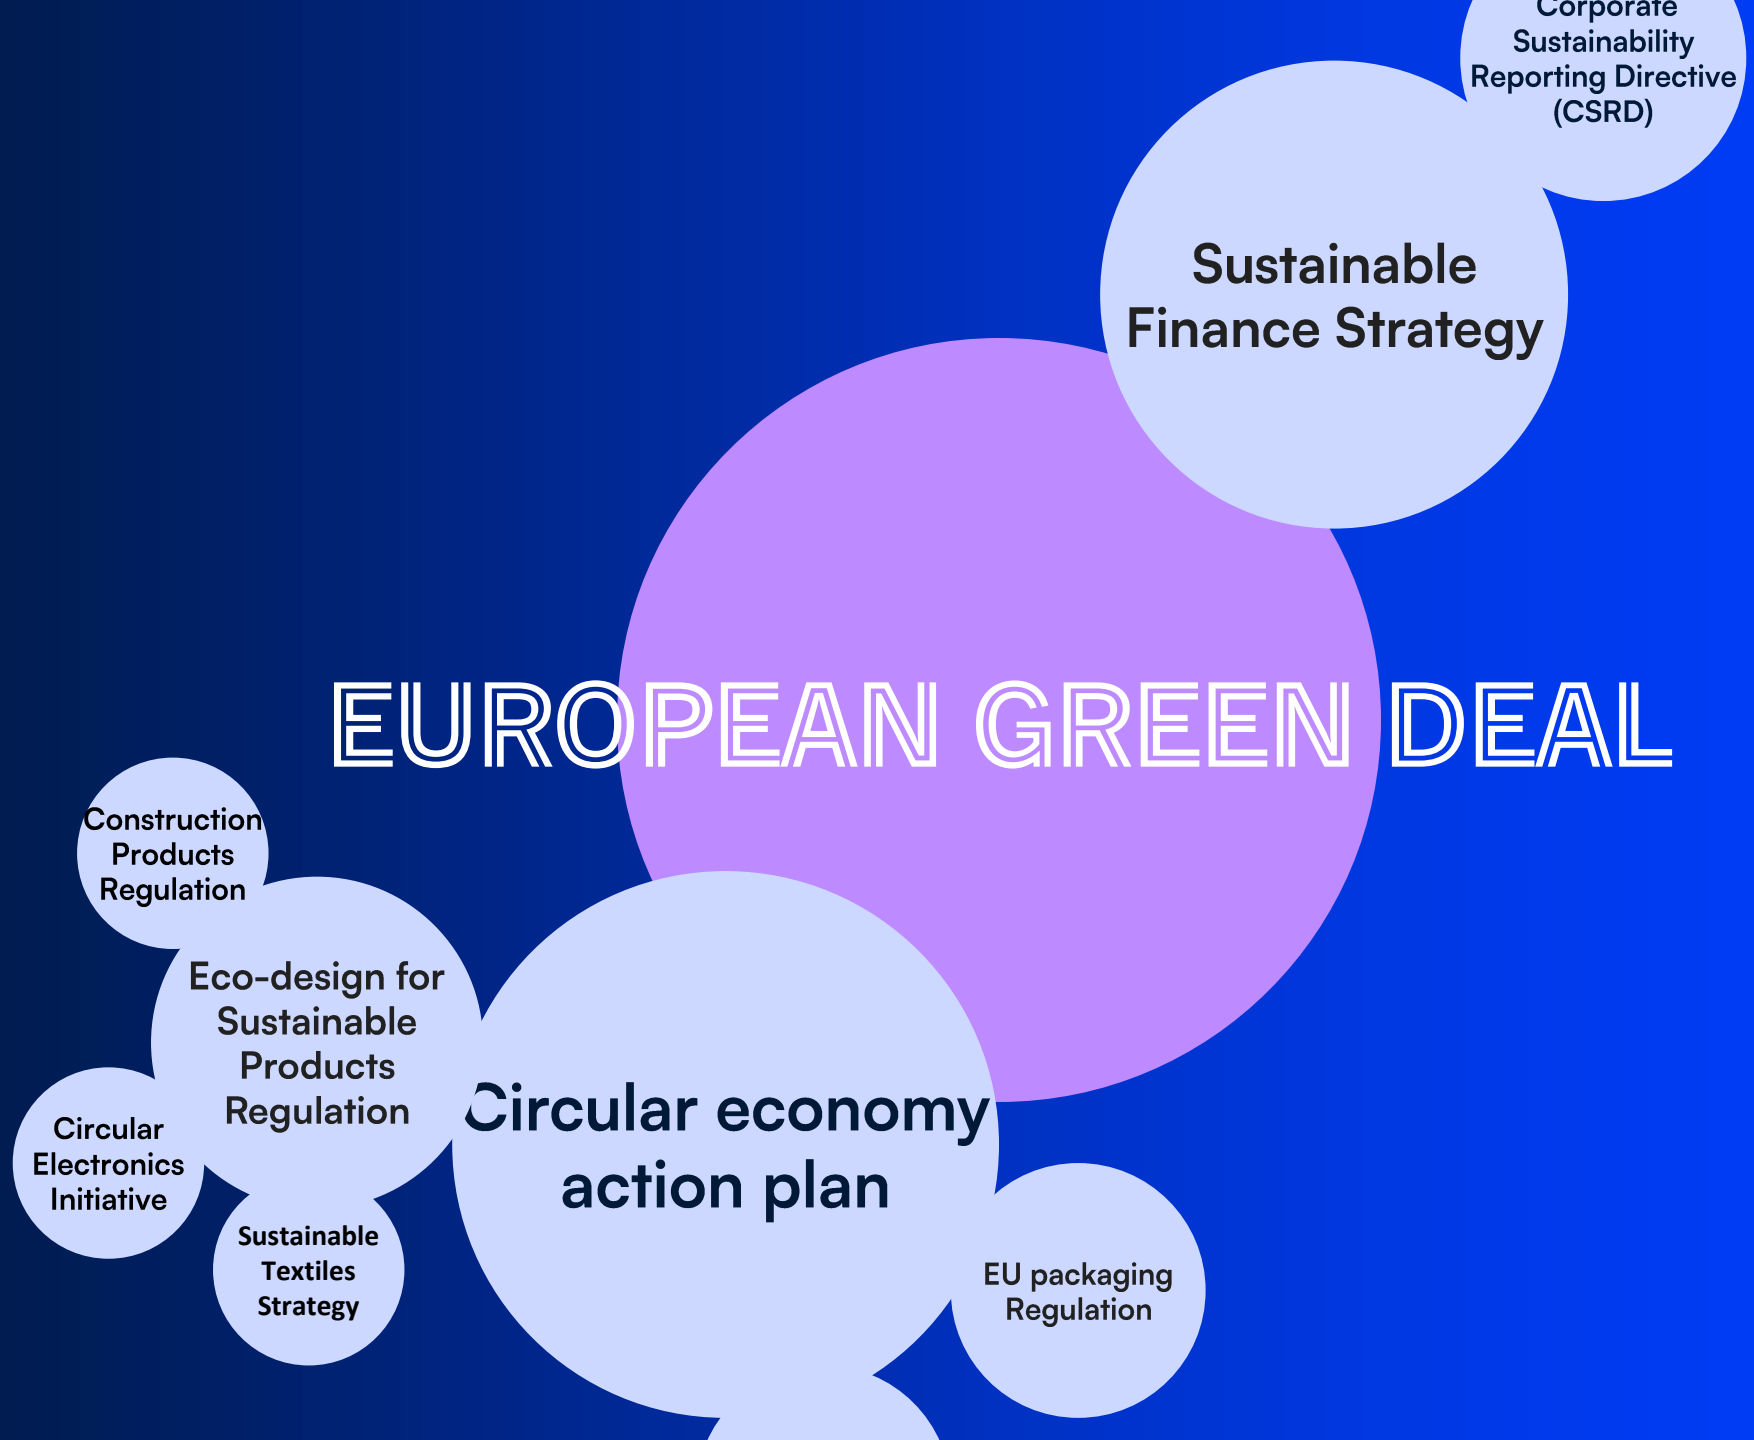 Corporate
Sustainability
Reporting Directive
(CSRD)
Sustainable
Finance Strategy
EUROPEAN GREEN DEAL
Construction
Products
Regulation
Eco-design for
Sustainable
Products
Regulation
Circular
Electronics
Initiative
Sustainable
Textiles
Strategy
Circular economy
action plan
EU packaging
Regulation